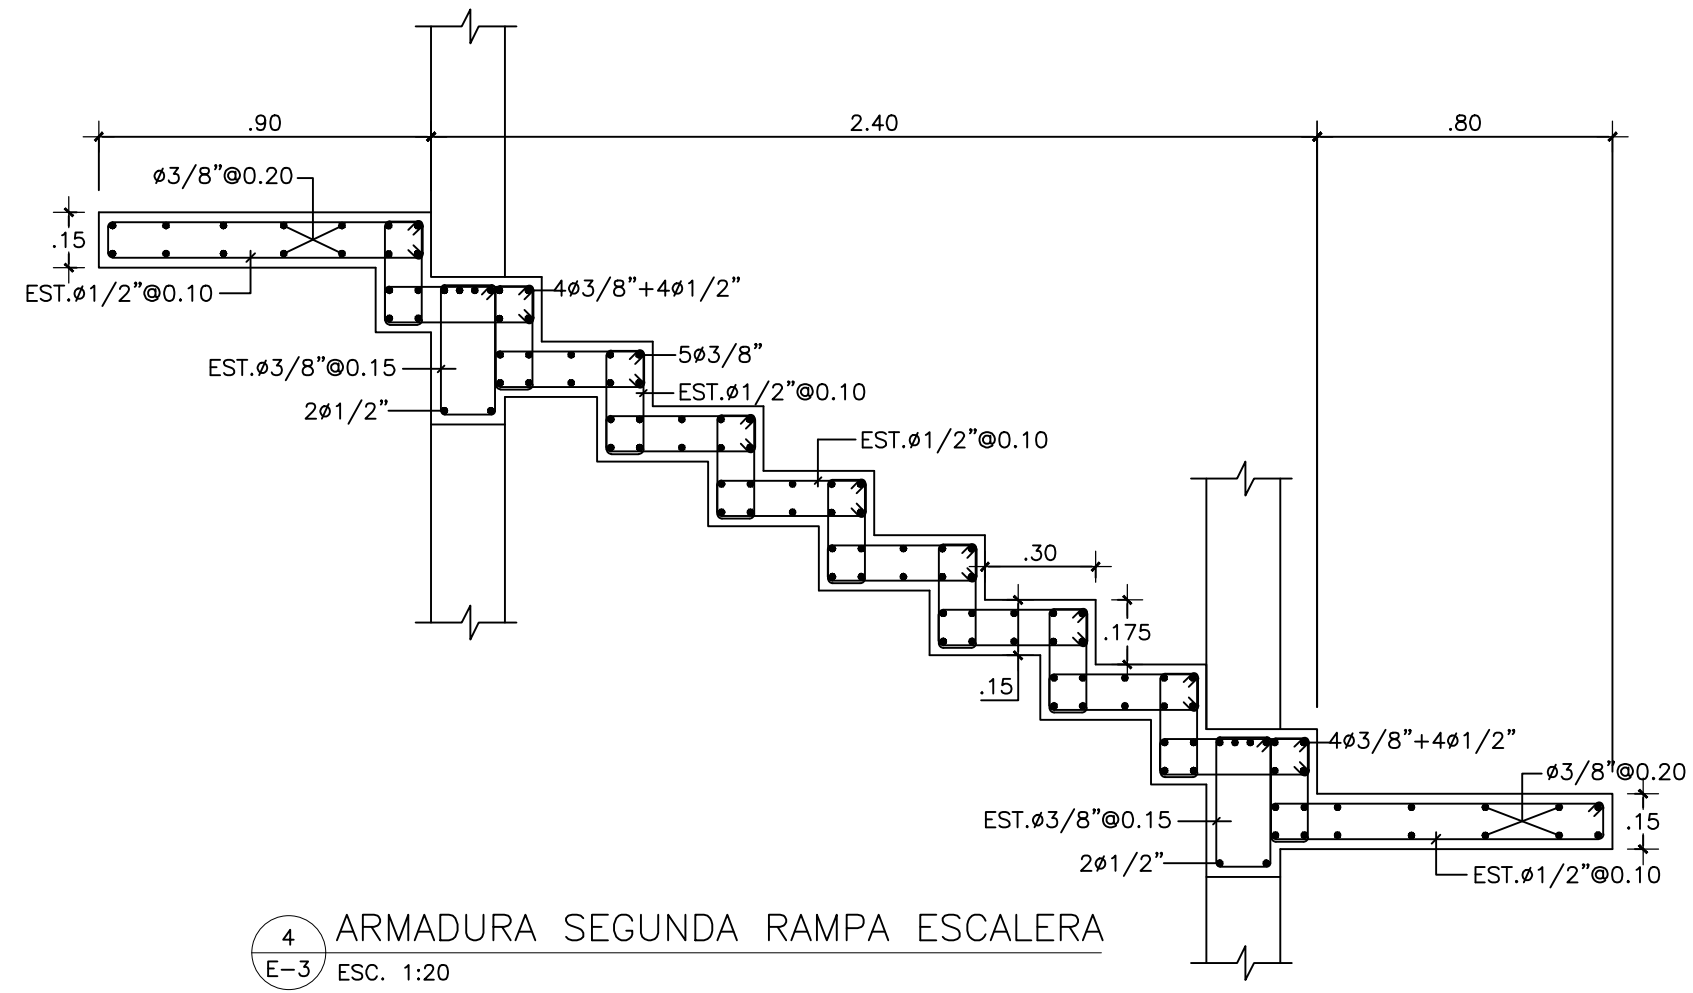 .90
2.40
.80
ø3/8"@0.20
.15
EST.ø1/2"@0.10
4ø3/8"+4ø1/2"
EST.ø3/8"@0.15
5ø3/8"
EST.ø1/2"@0.10
2ø1/2"
EST.ø1/2"@0.10
.30
.175
.15
4ø3/8"+4ø1/2"
ø3/8"@0.20
EST.ø3/8"@0.15
.15
2ø1/2"
EST.ø1/2"@0.10
4
E-3
ARMADURA SEGUNDA RAMPA ESCALERA
ESC. 1:20